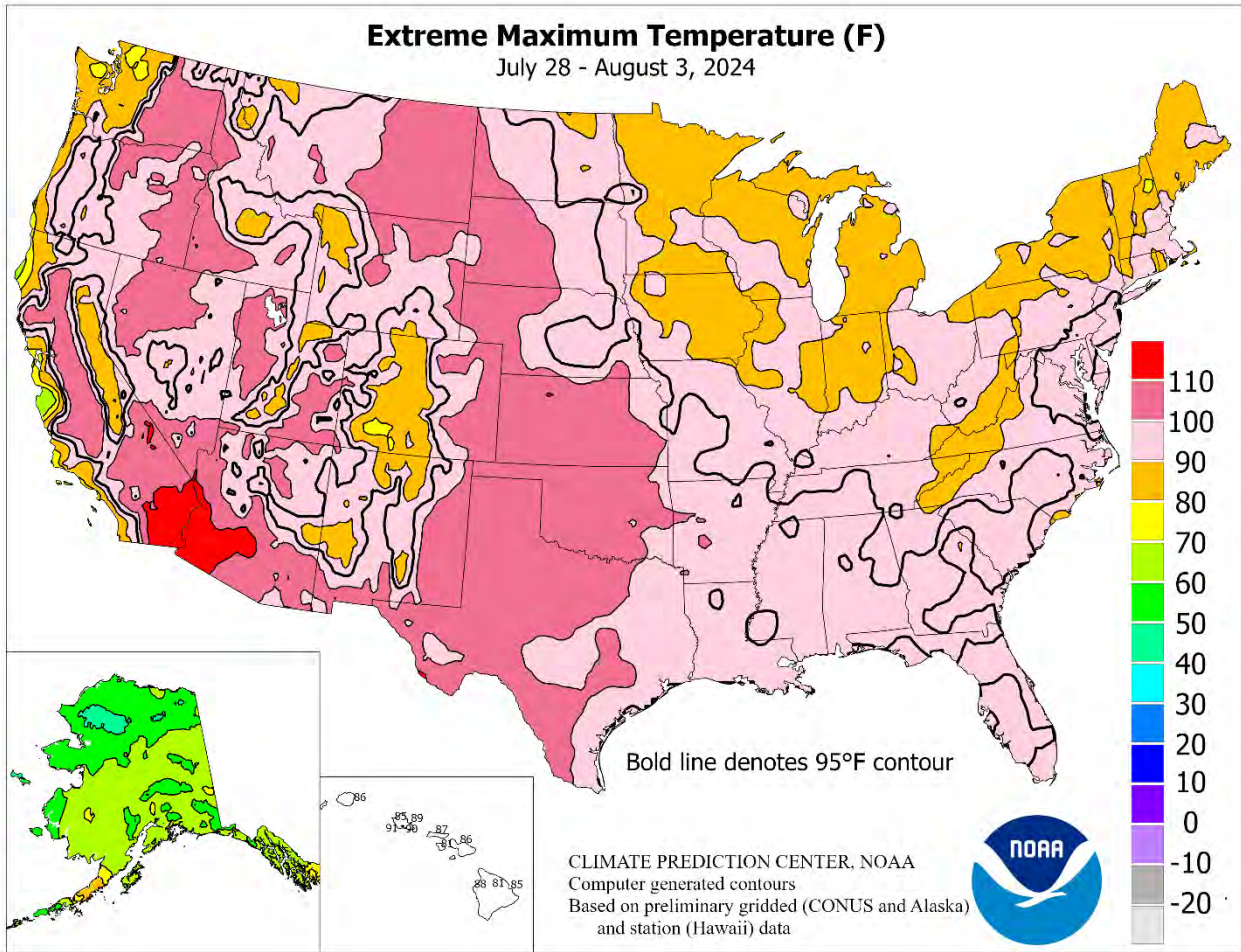 Extreme Maximum Temperature (F)
July 28 - August 3, 2024
110
100
90
80
70
60
50
40
30
20
10
0
-10
-20
Bold line denotes 95°F contour
86
85 89
91 90
87
86
88 81 85
NOAA
CLIMATE PREDICTION CENTER, NOAA
Computer generated contours
Based on preliminary gridded (CONUS and Alaska)
and station (Hawaii) data